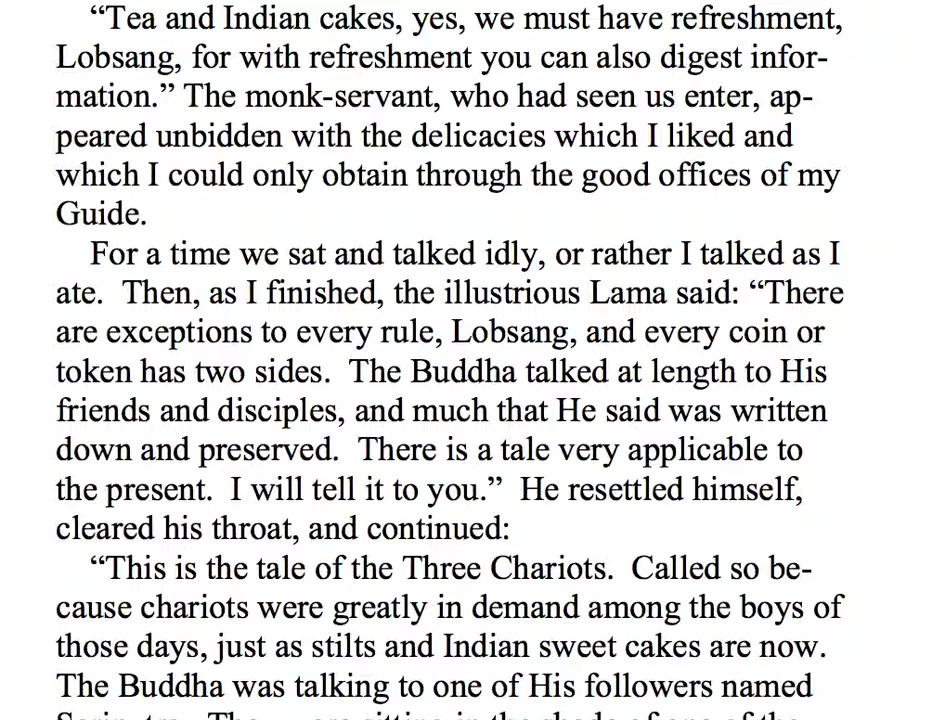 “Tea and Indian cakes, yes, we must have refreshment,
Lobsang, for with refreshment you can also digest infor-
mation.” The monk-servant, who had seen us enter, ap-
peared unbidden with the delicacies which I liked and
which I could only obtain through the good offices of my
Guide.
For a time we sat and talked idly, or rather I talked as I
ate.  Then, as I finished, the illustrious Lama said: “There
are exceptions to every rule, Lobsang, and every coin or
token has two sides.  The Buddha talked at length to His
friends and disciples, and much that He said was written
down and preserved.  There is a tale very applicable to
the present.  I will tell it to you.”  He resettled himself,
cleared his throat, and continued:
“This is the tale of the Three Chariots.  Called so be-
cause chariots were greatly in demand among the boys of
those days, just as stilts and Indian sweet cakes are now.
The Buddha was talking to one of His followers named